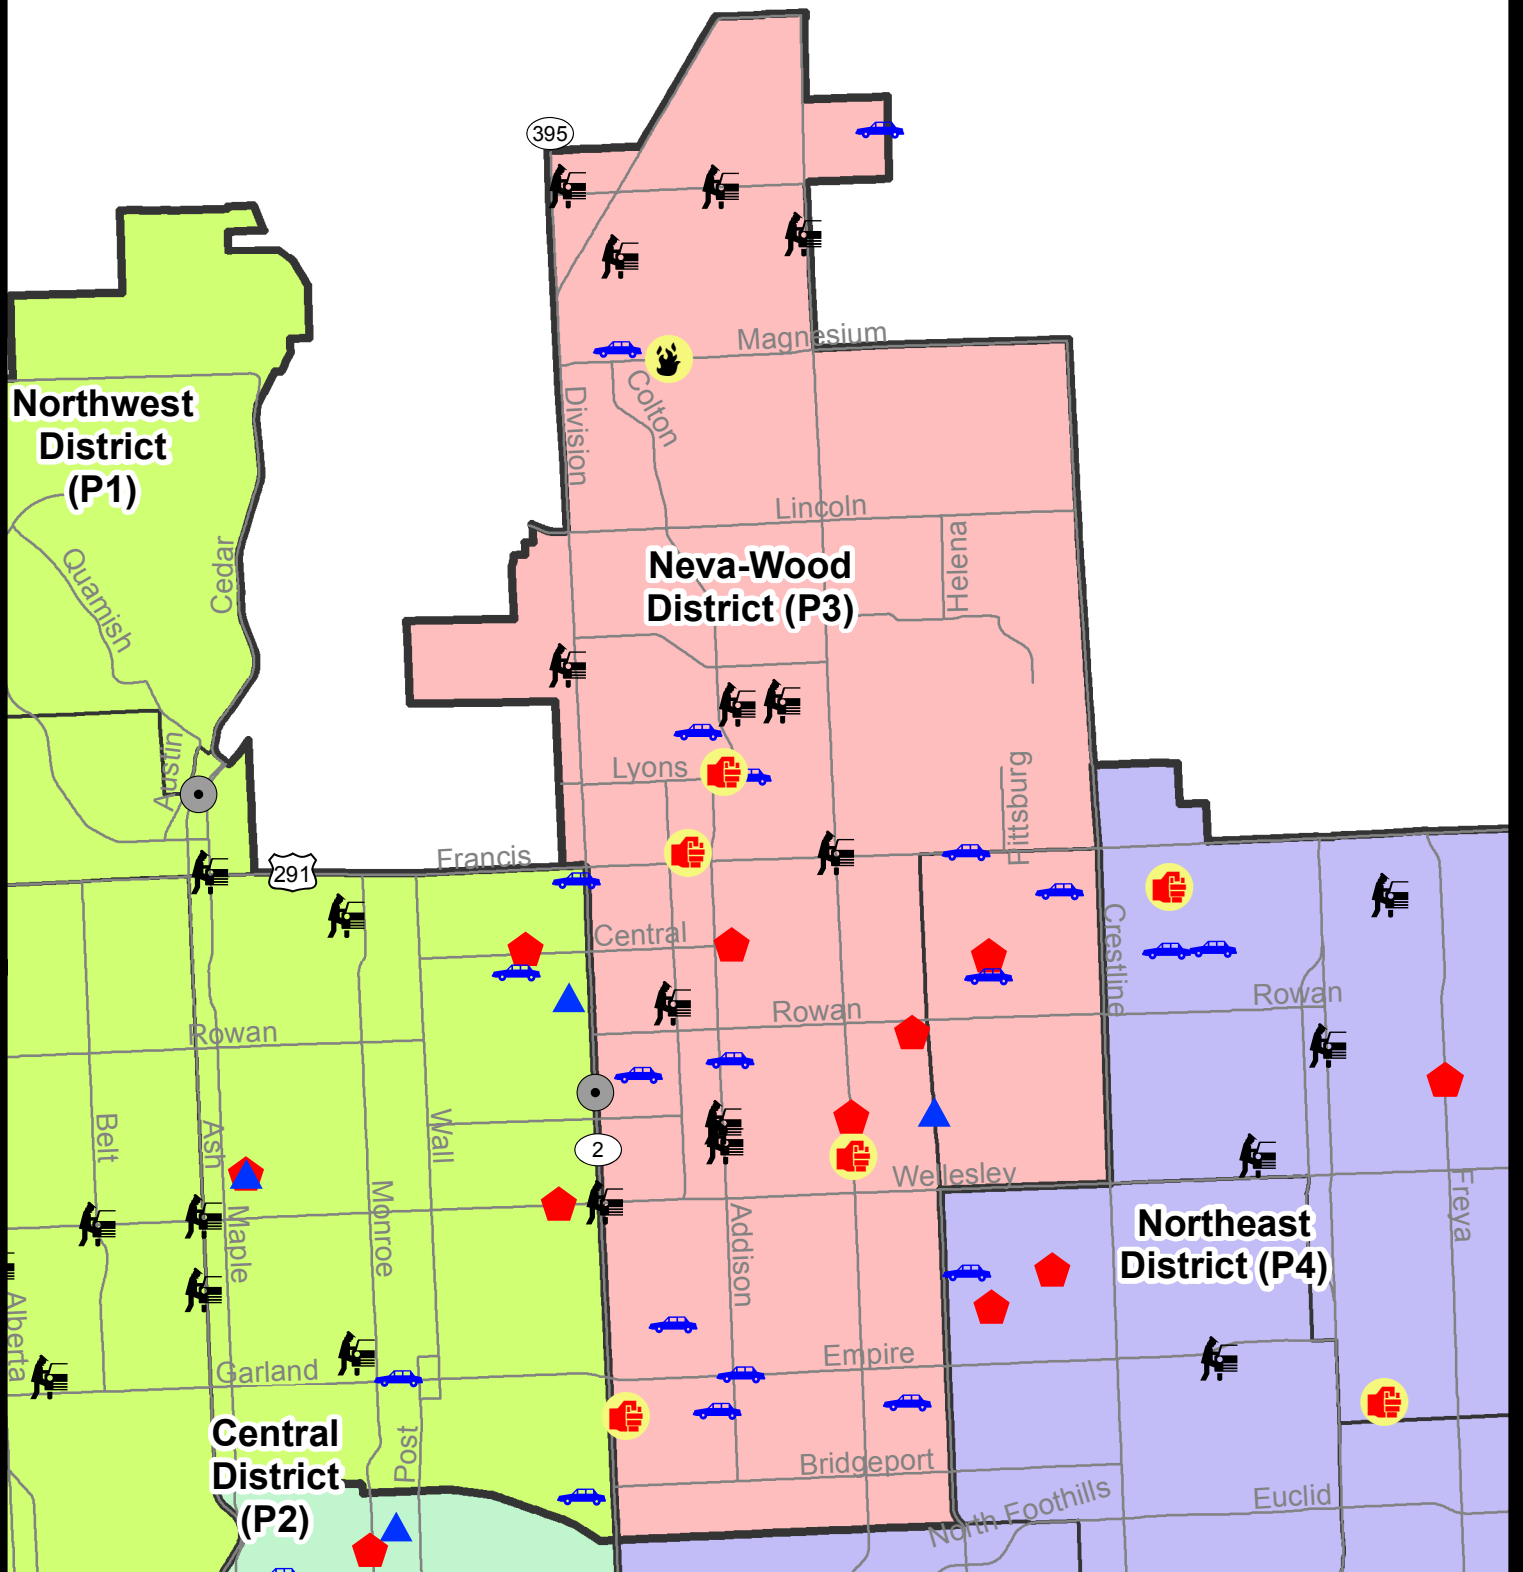 395
Magnesium
Northwest
District
(P1)
Colton
Division
Lincoln
Helena
Cedar
Quamish
Neva-Wood
District (P3)
Austin
Lyons
Pittsburg
Francis
291
Central
Crestline
Rowan
Rowan
Rowan
Belt
Ash
Wall
2
Wellesley
Monroe
Maple
Addison
Freya
Northeast
District (P4)
Alberta
Empire
Garland
Central
District
(P2)
Post
Bridgeport
North Foothills
Euclid